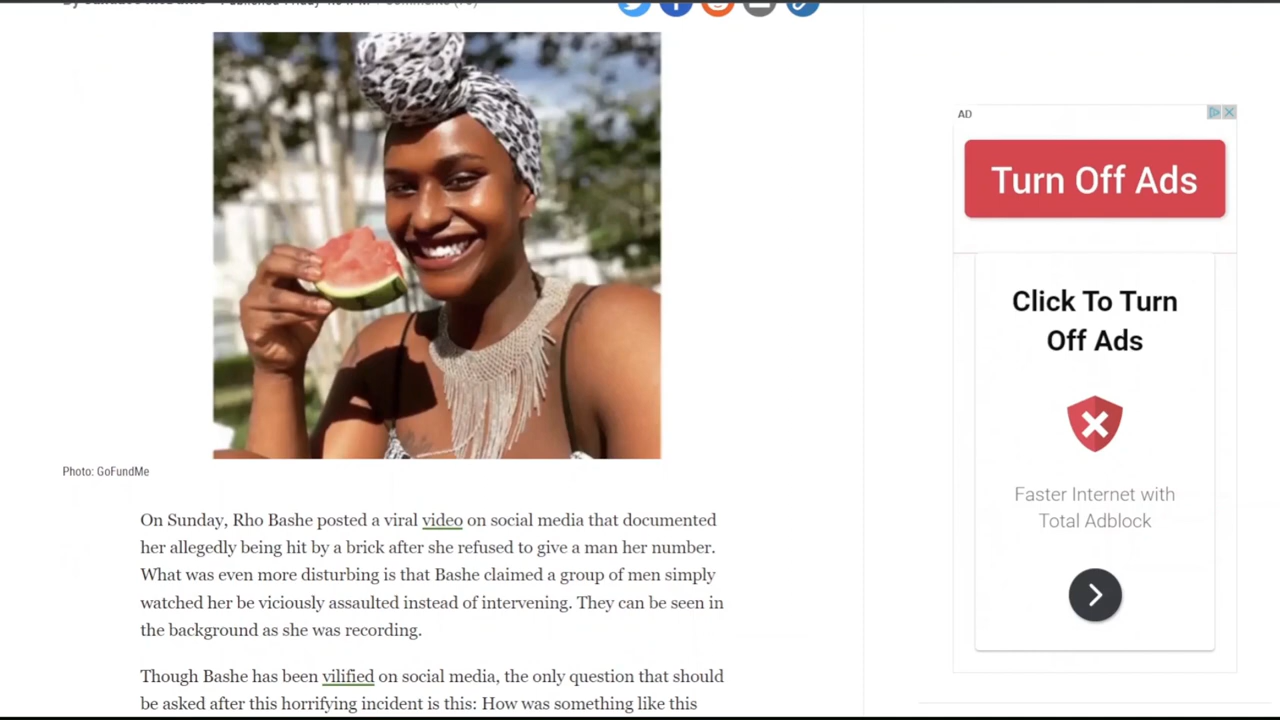 AD
Turn Off Ads
Click To Turn
Off Ads
Faster Internet with
Total Adblock
Photo: GoFundMe
On Sunday, Rho Bashe posted a viral video on social media that documented
her allegedly being hit by a brick after she refused to give a man her number.
What was even more disturbing is that Bashe claimed a group of men simply
watched her be viciously assaulted instead of intervening. They can be seen in
the background as she was recording.
Though Bashe has been vilified on social media, the only question that should
be asked after this horrifying incident is this: How was something like this